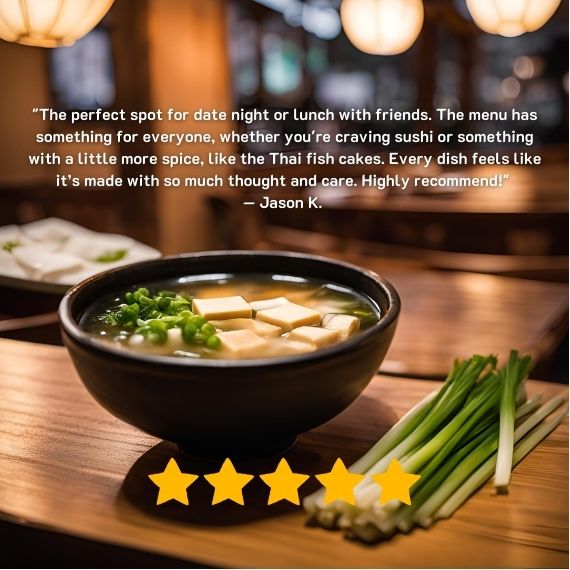 "The perfect spot for date night or lunch with friends. The menu has
something for everyone, whether you're craving sushi or something
with a little more spice, like the Thai fish cakes. Every dish feels like
it's made with so much thought and care. Highly recommend!"
— Jason K.